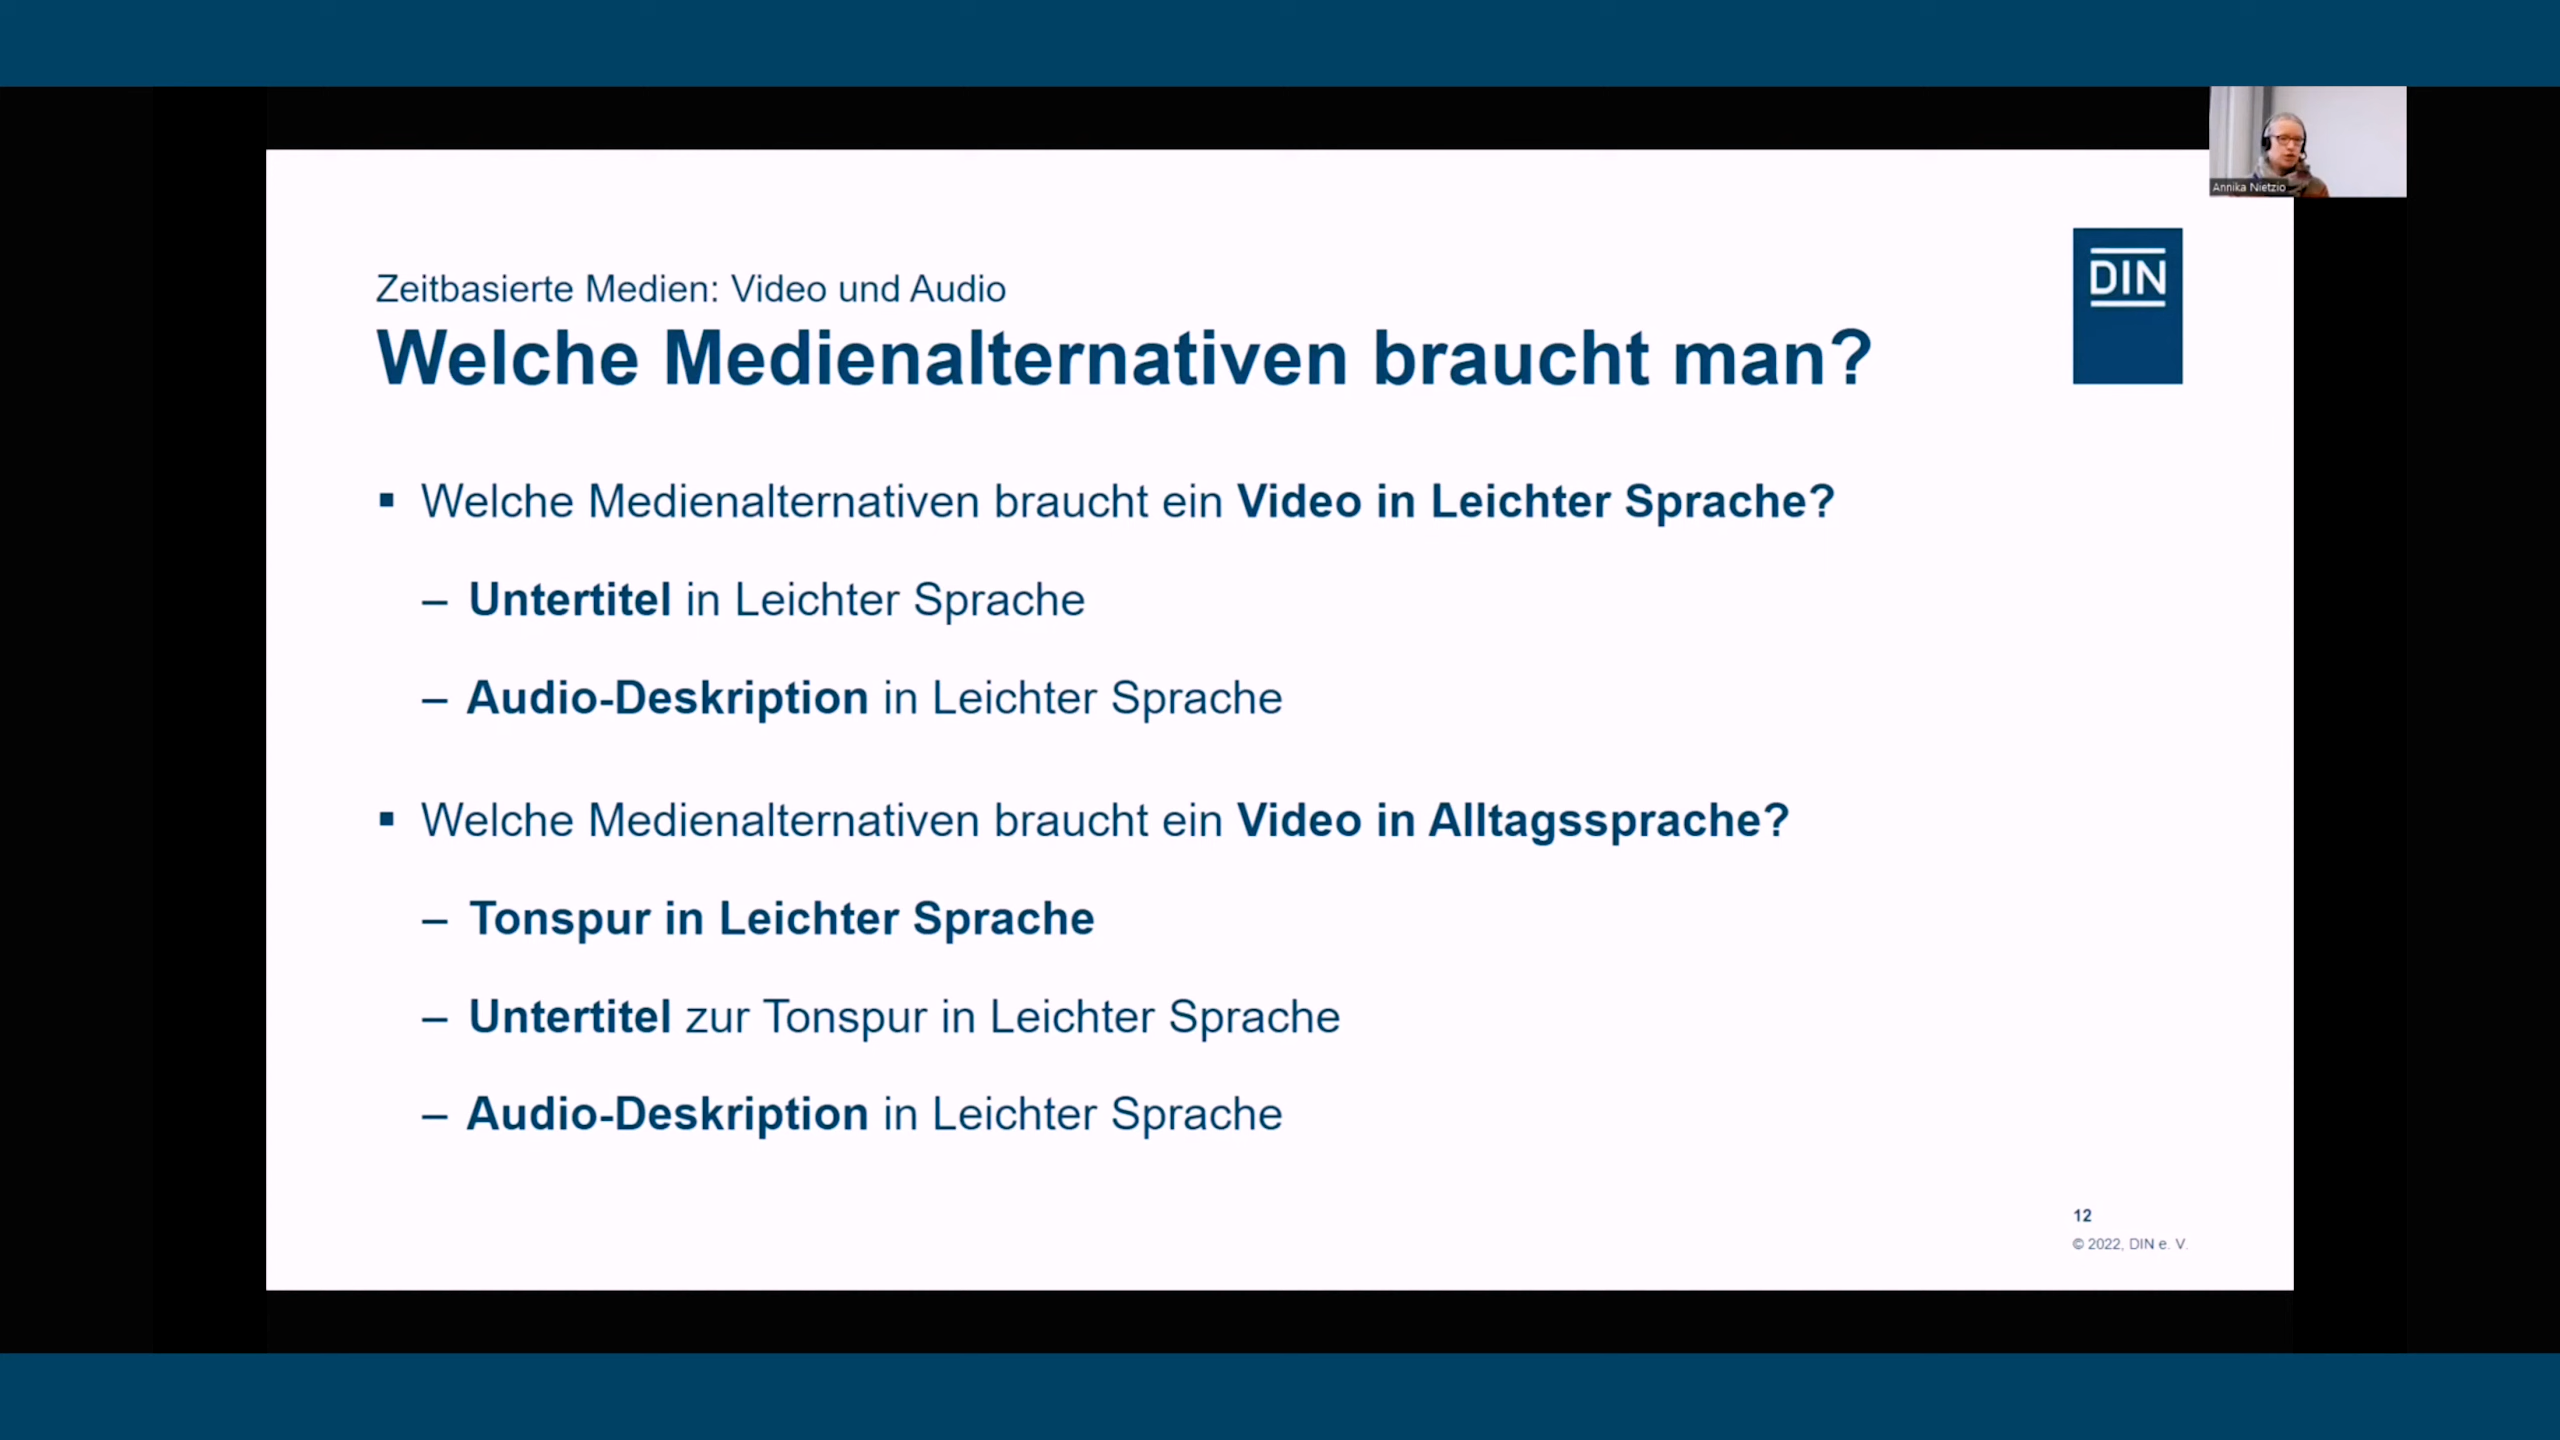 Annika Nietzio
DIN
Zeitbasierte Medien: Video und Audio
Welche Medienalternativen braucht man?
▪ Welche Medienalternativen braucht ein Video in Leichter Sprache?
– Untertitel in Leichter Sprache
– Audio-Deskription in Leichter Sprache
▪ Welche Medienalternativen braucht ein Video in Alltagssprache?
– Tonspur in Leichter Sprache
– Untertitel zur Tonspur in Leichter Sprache
– Audio-Deskription in Leichter Sprache
12
© 2022, DIN e. V.